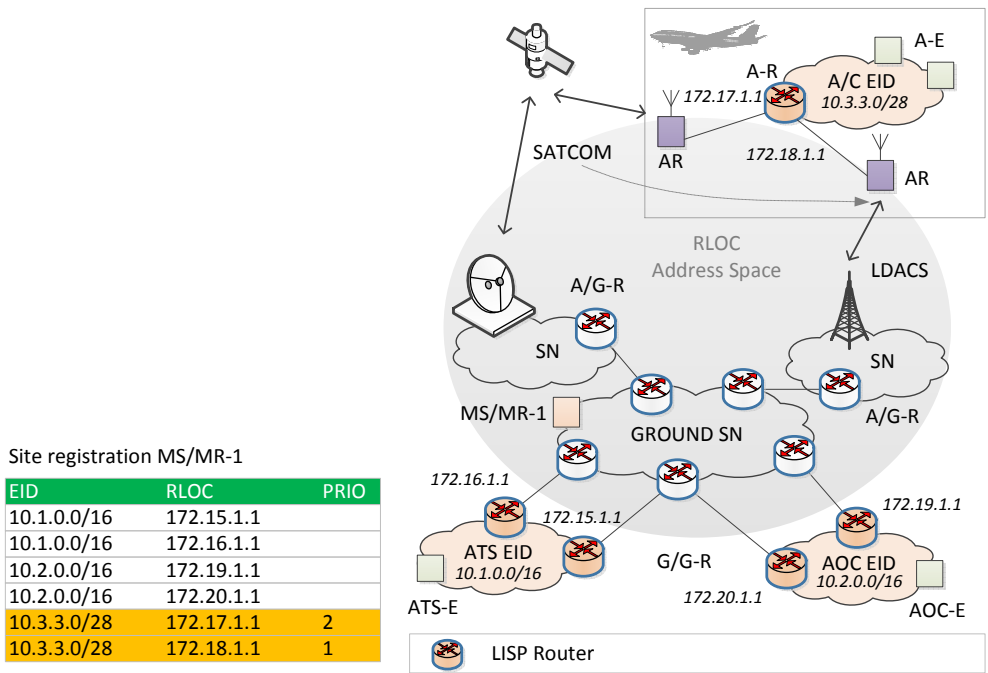 A-E
A-R
A/C EID
172.17.1.1
10.3.3.0/28
SATCOM
AR
172.18.1.1
AR
RLOC
Address Space
LDACS
A/G-R
SN
SN
MS/MR-1
A/G-R
GROUND SN
Site registration MS/MR-1
EID RLOC PRIO
10.1.0.0/16 172.15.1.1
10.1.0.0/16 172.16.1.1
10.2.0.0/16 172.19.1.1
10.2.0.0/16 172.20.1.1
10.3.3.0/28 172.17.1.1 2
10.3.3.0/28 172.18.1.1 1
172.16.1.1
172.19.1.1
172.15.1.1
ATS EID
10.1.0.0/16
G/G-R
AOC EID
10.2.0.0/16
172.20.1.1
ATS-E
AOC-E
LISP Router